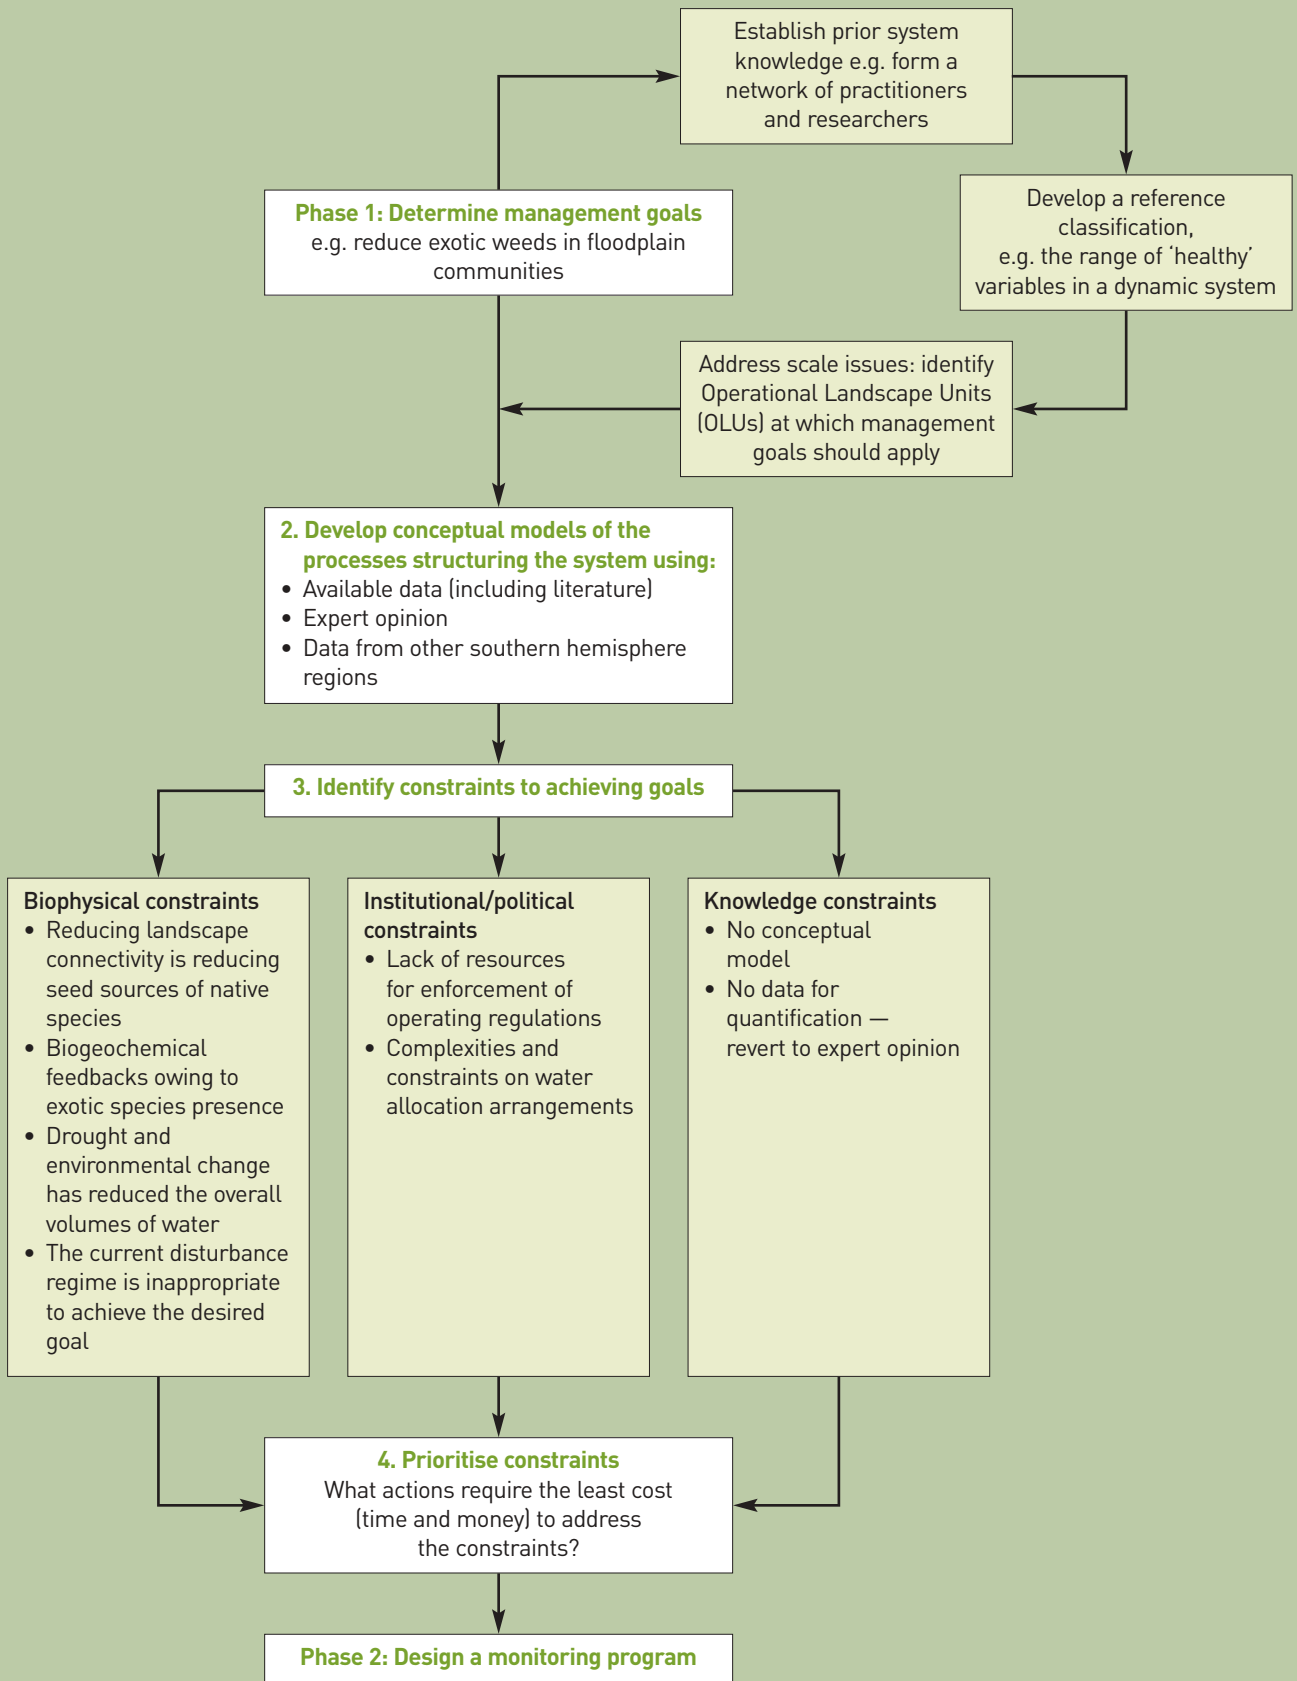 Establish prior system
knowledge e.g. form a
network of practitioners
and researchers
Phase 1: Determine management goals
e.g. reduce exotic weeds in floodplain
communities
Develop a reference
classification,
e.g. the range of ‘healthy’
variables in a dynamic system
Address scale issues: identify
Operational Landscape Units
(OLUs) at which management
goals should apply
2. Develop conceptual models of the
processes structuring the system using:
• Available data (including literature)
• Expert opinion
• Data from other southern hemisphere
regions
3. Identify constraints to achieving goals
Biophysical constraints
• Reducing landscape
connectivity is reducing
seed sources of native
species
• Biogeochemical
feedbacks owing to
exotic species presence
• Drought and
environmental change
has reduced the overall
volumes of water
• The current disturbance
regime is inappropriate
to achieve the desired
goal
Institutional/political
constraints
• Lack of resources
for enforcement of
operating regulations
• Complexities and
constraints on water
allocation arrangements
Knowledge constraints
• No conceptual
model
• No data for
quantification —
revert to expert opinion
4. Prioritise constraints
What actions require the least cost
(time and money) to address
the constraints?
Phase 2: Design a monitoring program